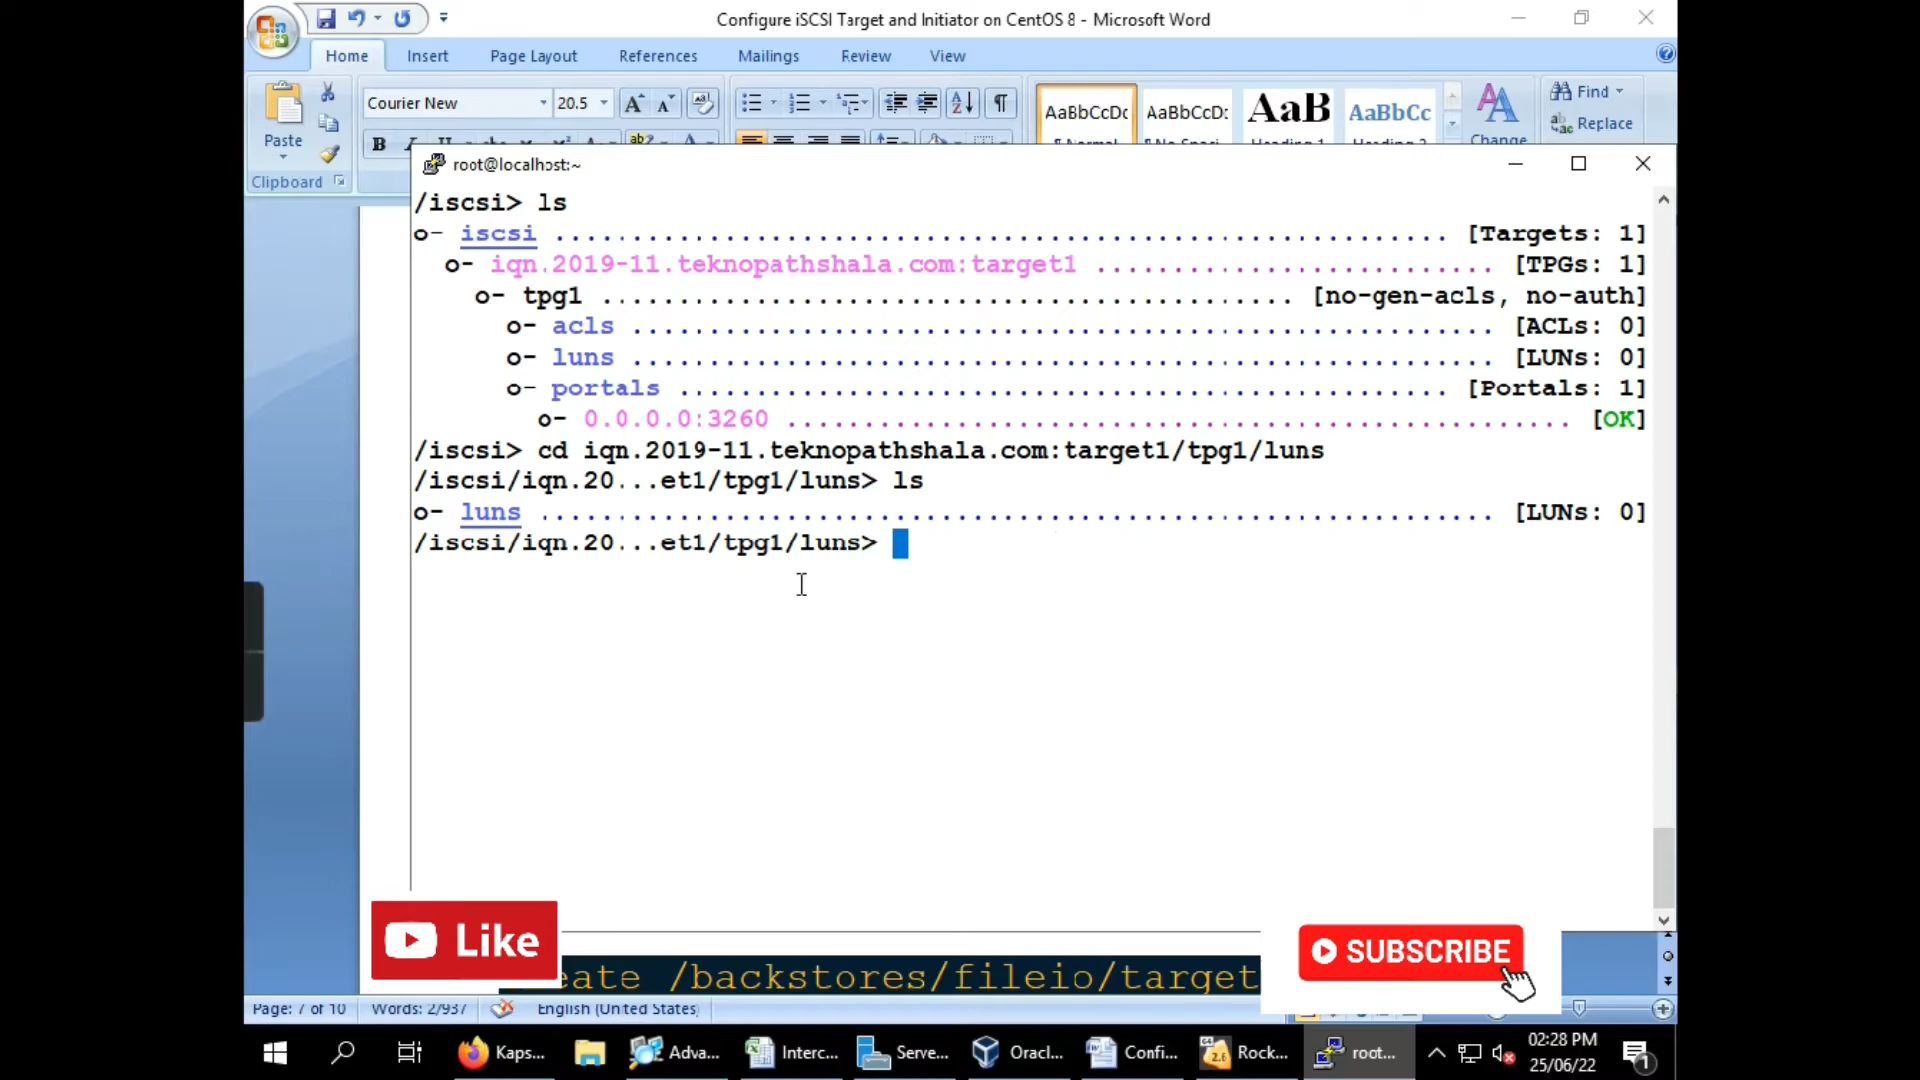 Configure iSCSI Target and Initiator on CentOS 8 - Microsoft Word
Home Insert Page Layout References Mailings Review View
Courier New 20.5 AaBbCcDc AaBbCcDc AaB AaBbCc Find
Paste Replace
B Change
Clipboard
root@localhost:~
/iscsi> ls
o- iscsi [Targets: 1]
o- iqn.2019-11.teknopathshala.com:target1 [TPGs: 1]
o- tpg1 [no-gen-acls, no-auth]
o- acls [ACLs: 0]
o- luns [LUNs: 0]
o- portals [Portals: 1]
o- 0.0.0.0:3260 [OK]
/iscsi> cd iqn.2019-11.teknopathshala.com:target1/tpg1/luns
/iscsi/iqn.20...et1/tpg1/luns> ls
o- luns [LUNs: 0]
/iscsi/iqn.20...et1/tpg1/luns>
Like
SUBSCRIBE
eate /backstores/fileio/target
Page: 7 of 10 Words: 2/937 English (United States)
Kaps... Adva... Interc... Serve... Oracl... Confi... Rock... root... 02:28 PM
25/06/22 1